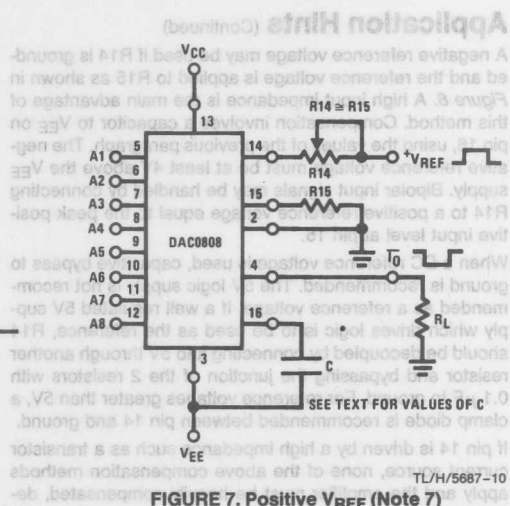 Application Hints (Continued)
A negative reference voltage may be used if R14 is ground-
ed and the reference voltage is applied to R15 as shown in
Figure 6. A high input impedance is the main advantage of
this method. Compensation involves a capacitor to VEE on
pin 16, using the values of the previous paragraph. The neg-
ative reference voltage must be at least 4V above the VEE
supply. Bipolar input signals may be handled by connecting
R14 to a positive reference voltage equal to the peak posi-
tive input level at pin 15.
When a DC reference voltage is used, capacitive bypass to
ground is recommended. The 5V logic supply is not recom-
mended as a reference voltage. If a well regulated 5V sup-
ply which drives logic is to be used as the reference, R14
should be decoupled by connecting it to 5V through another
resistor and bypassing the junction of the 2 resistors with
0.1 µF to ground. For reference voltages greater than 5V, a
clamp diode is recommended between pin 14 and ground.
If pin 14 is driven by a high impedance such as a transistor
current source, none of the above compensation methods
apply and the amplifier must be heavily compensated, de-
VCC
13
R14 ≅ R15
A1 5
14
R14
+VREF
A2 6
A3 7
15
R15
A4 8
2
A5 9
DAC0808
10
4
IO
A7 11
A8 12
16
RL
C
3
SEE TEXT FOR VALUES OF C
VEE
TL/H/5687–10
FIGURE 7. Positive VREF (Note 7)